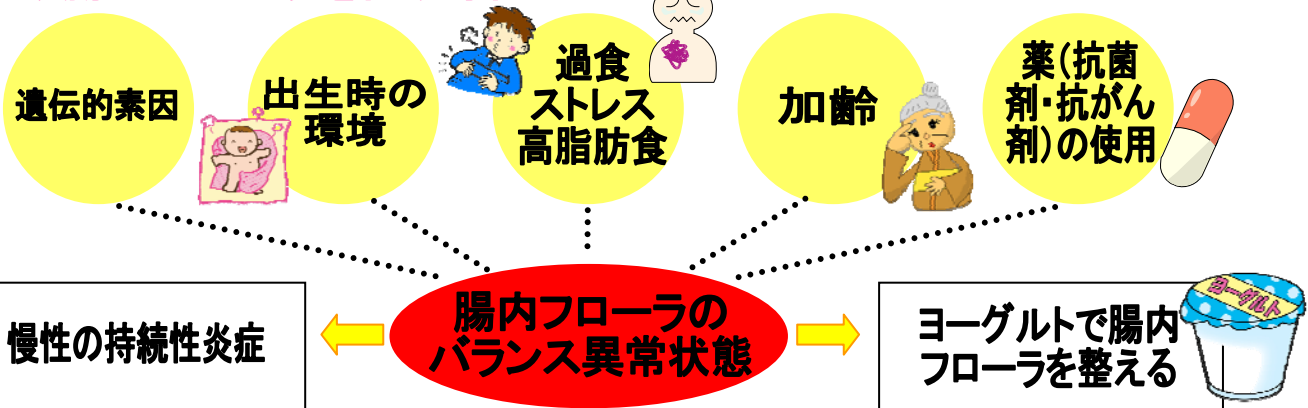 遺伝的素因
出生時の
環境
過食
ストレス
高脂肪食
加齢
薬(抗菌
剤・抗がん
剤)の使用
腸内フローラの
バランス異常状態
慢性の持続性炎症
ヨーグルトで腸内
フローラを整える
ヨーグルト